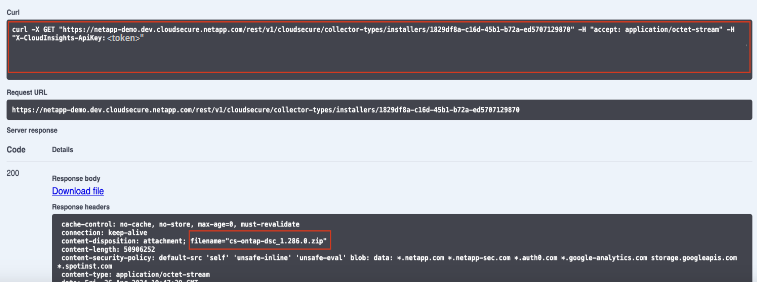 Curl
curl -X GET "https://netapp-demo.dev.cloudsecure.netapp.com/rest/v1/cloudsecure/collector-types/installers/1829df8a-c16d-45b1-b72a-ed5707129870" -H "accept: application/octet-stream" -H
"X-CloudInsights-ApiKey: <token>"
Request URL
https://netapp-demo.dev.cloudsecure.netapp.com/rest/v1/cloudsecure/collector-types/installers/1829df8a-c16d-45b1-b72a-ed5707129870
Server response
Code Details
200
Response body
Download file
Response headers
cache-control: no-cache, no-store, max-age=0, must-revalidate
connection: keep-alive
content-disposition: attachment; filename="cs-ontap-dsc_1.286.0.zip"
content-length: 50906252
content-security-policy: default-src 'self' 'unsafe-inline' 'unsafe-eval' blob: data: *.netapp.com *.netapp-sec.com *.auth0.com *.google-analytics.com storage.googleapis.com
*.spotinst.com
content-type: application/octet-stream